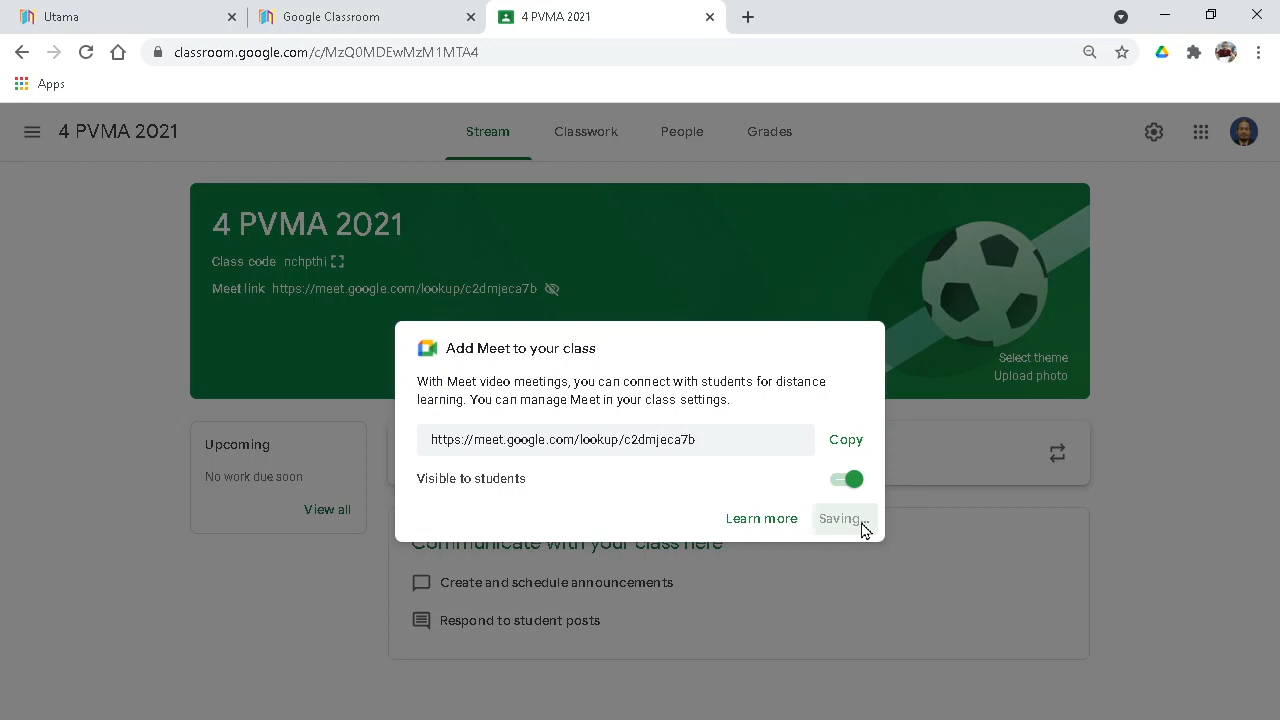 Utama
Google Classroom
4 PVMA 2021
classroom.google.com/c/MzQ0MDEwMzM1MTA4
Apps
4 PVMA 2021
Stream
Classwork
People
Grades
4 PVMA 2021
Class code nchpthi
Meet link https://meet.google.com/lookup/c2dmjeca7b
Select theme
Upload photo
Add Meet to your class
With Meet video meetings, you can connect with students for distance
learning. You can manage Meet in your class settings.
https://meet.google.com/lookup/c2dmjeca7b
Copy
Visible to students
Learn more
Saving...
Upcoming
No work due soon
View all
Communicate with your class here
Create and schedule announcements
Respond to student posts